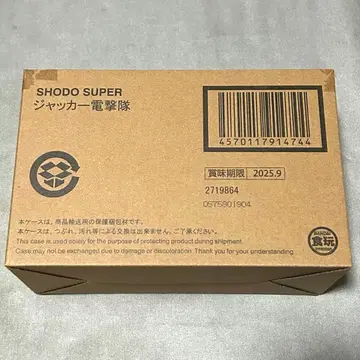 SHODO SUPER
ジャッカー電撃隊
4570117914744
賞味期限 2025.9
2719864
0975901904
本ケースは、商品輸送時の保護梱包材です。
本ケースは、つぶれ、汚れ等による交換は出来ません。ご了承ください。
This case is used solely for the purpose of protecting product during shipment.
Case may not be exchanged due to damage or discoloration. Thank you for your understanding.
BANDAI
食玩